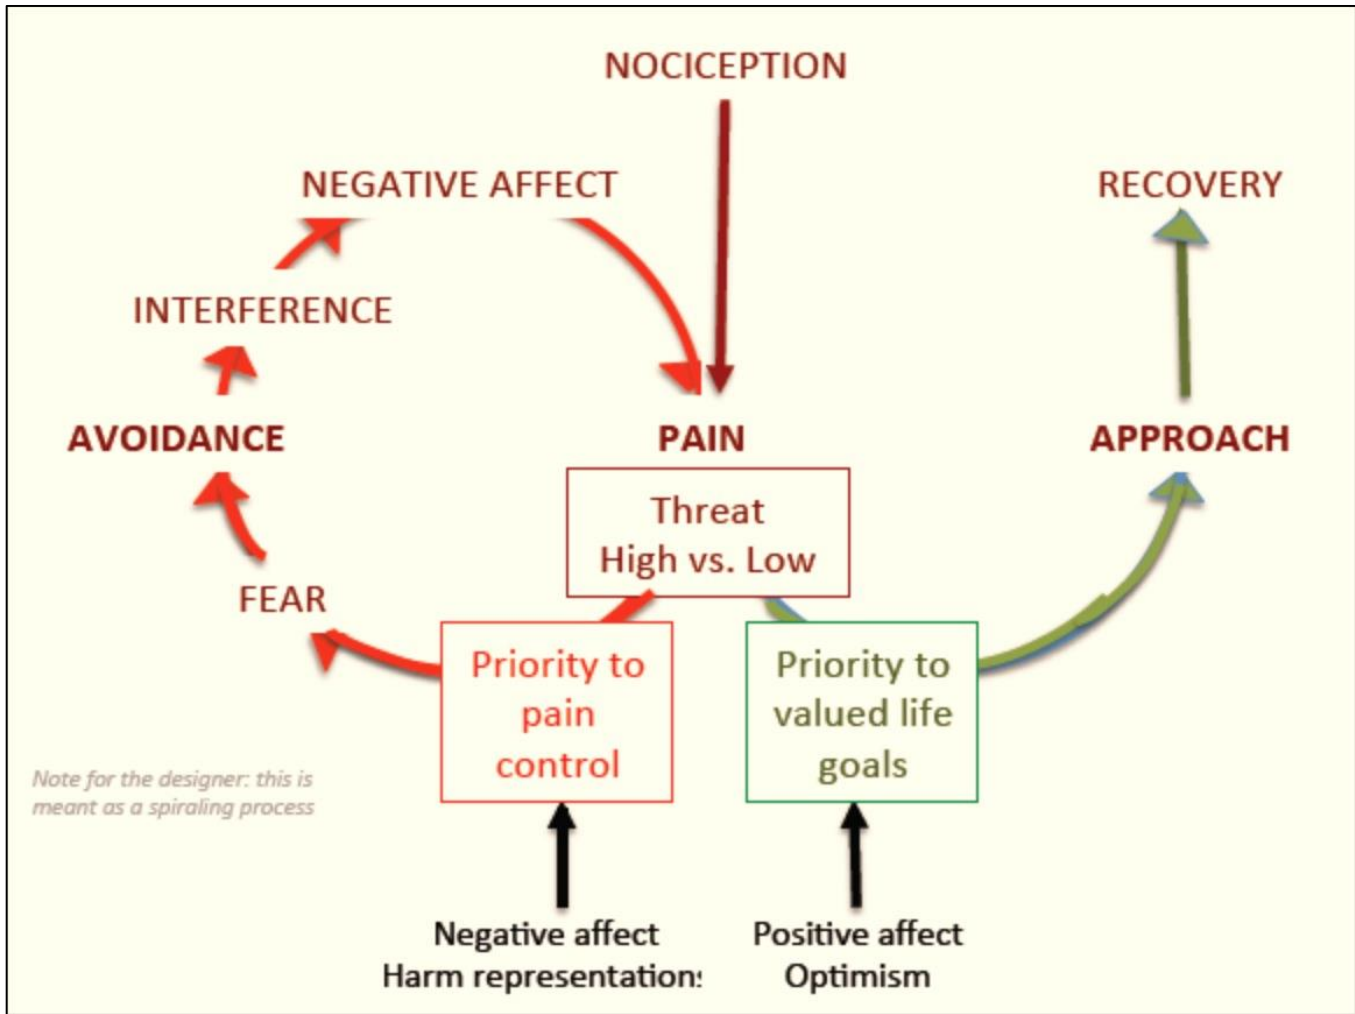 NOCICEPTION
NEGATIVE AFFECT
RECOVERY
INTERFERENCE
AVOIDANCE
PAIN
APPROACH
Threat
High vs. Low
FEAR
Priority to
pain
control
Priority to
valued life
goals
Note for the designer: this is
meant as a spiraling process
Negative affect
Harm representations
Positive affect
Optimism